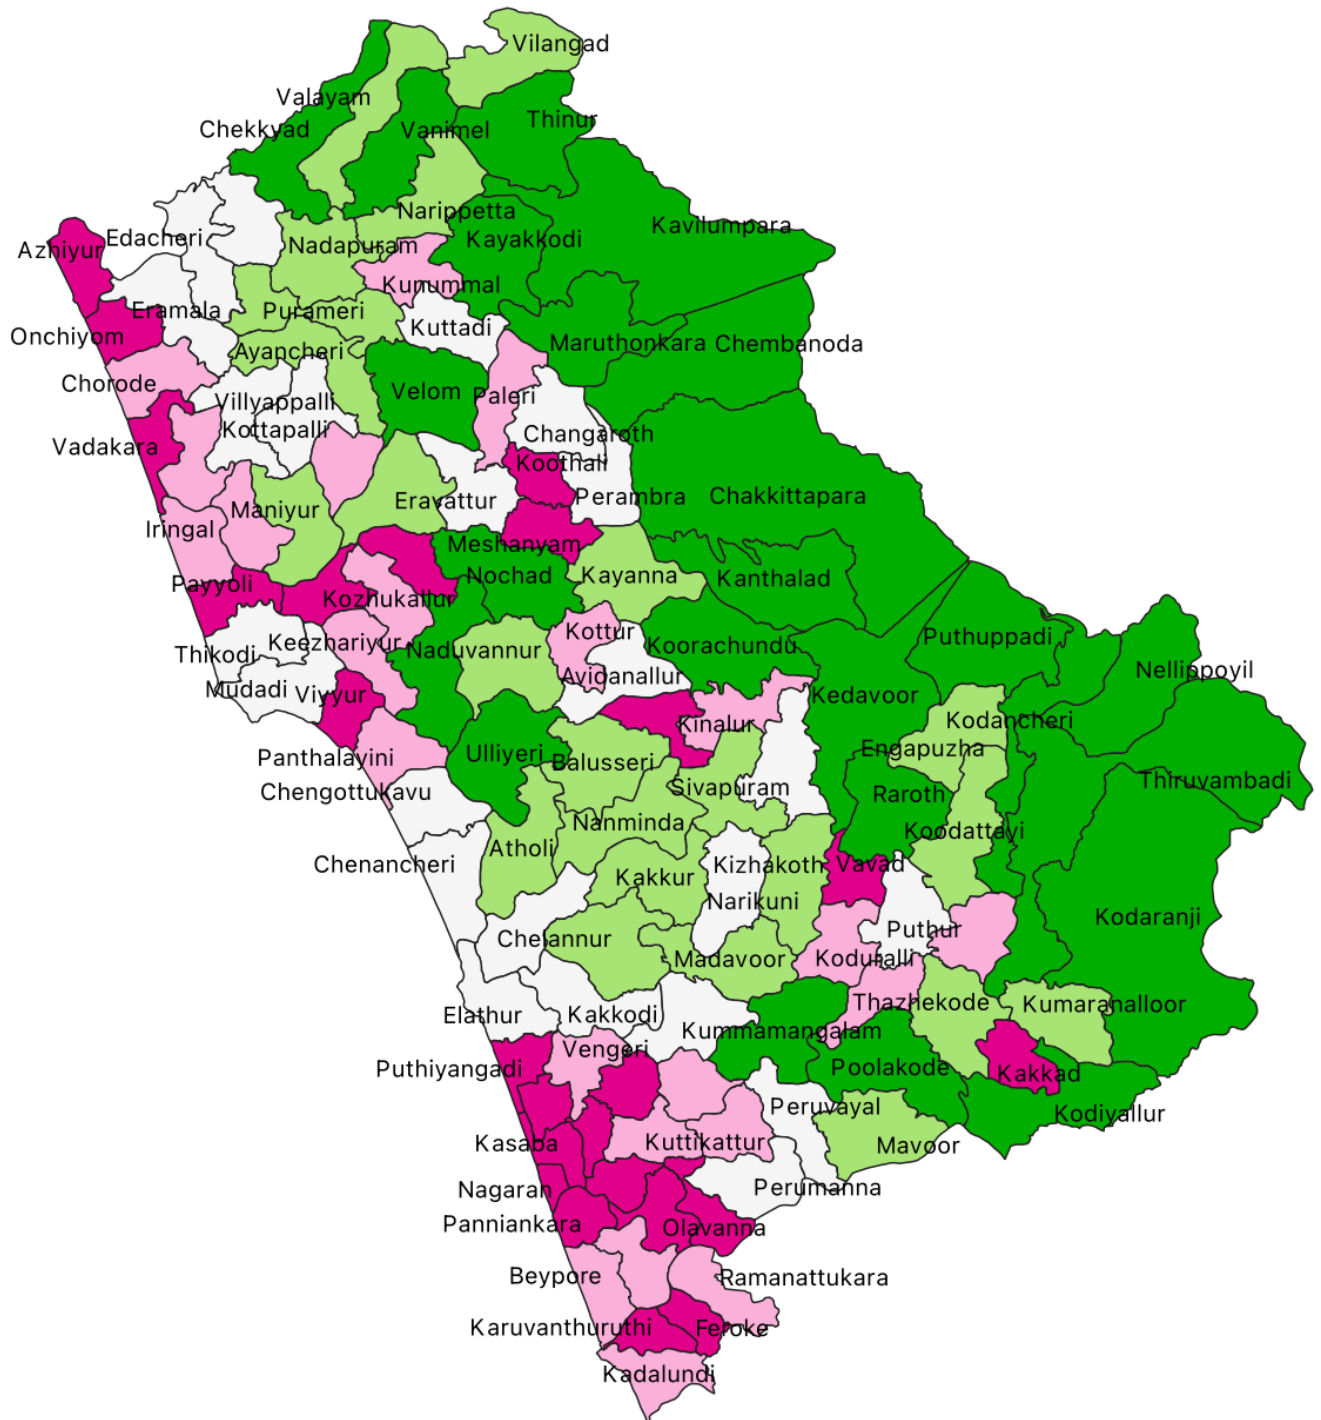 Vilangad
Valayam
Thinur
Chekkyad
Vanimel
Narippetta
Kavilumpara
Edacheri
Kayakkodi
Nadapuram
Azhiyur
Kunummal
Eramala
Purameri
Kuttadi
Onchiyom
Maruthonkara
Chembanoda
Ayancheri
Chorode
Velom
Paleri
Villyappalli
Kottapalli
Changaroth
Vadakara
Koothali
Perambra
Chakkittapara
Eravattur
Maniyur
Iringal
Meshanyam
Nochad
Kayanna
Kanthalad
Payyoli
Kozhukallur
Kottur
Puthuppadi
Keezhariyur
Koorachundu
Naduvannur
Thikodi
Nellippoyil
Avidanallur
Mudadi
Viyyur
Kedavoor
Kodancheri
Kinalur
Engapuzha
Ulliyeri
Panthalayini
Balusseri
Thiruvambadi
Sivapuram
Chengottukavu
Raroth
Nanminda
Koodattayi
Atholi
Chenancheri
Kizhakoth
Vavad
Kakkur
Narikuni
Kodaranji
Puthur
Chelannur
Koduralli
Madavoor
Thazhekode
Kumaranalloor
Elathur
Kakkodi
Kummamangalam
Vengeri
Puthiyangadi
Poolakode
Kakkad
Peruvayal
Kodiyallur
Kasaba
Kuttikattur
Mavoor
Nagaran
Perumanna
Panniankara
Olavanna
Beypore
Ramanattukara
Karuvanthuruthi
Feroke
Kadalundi